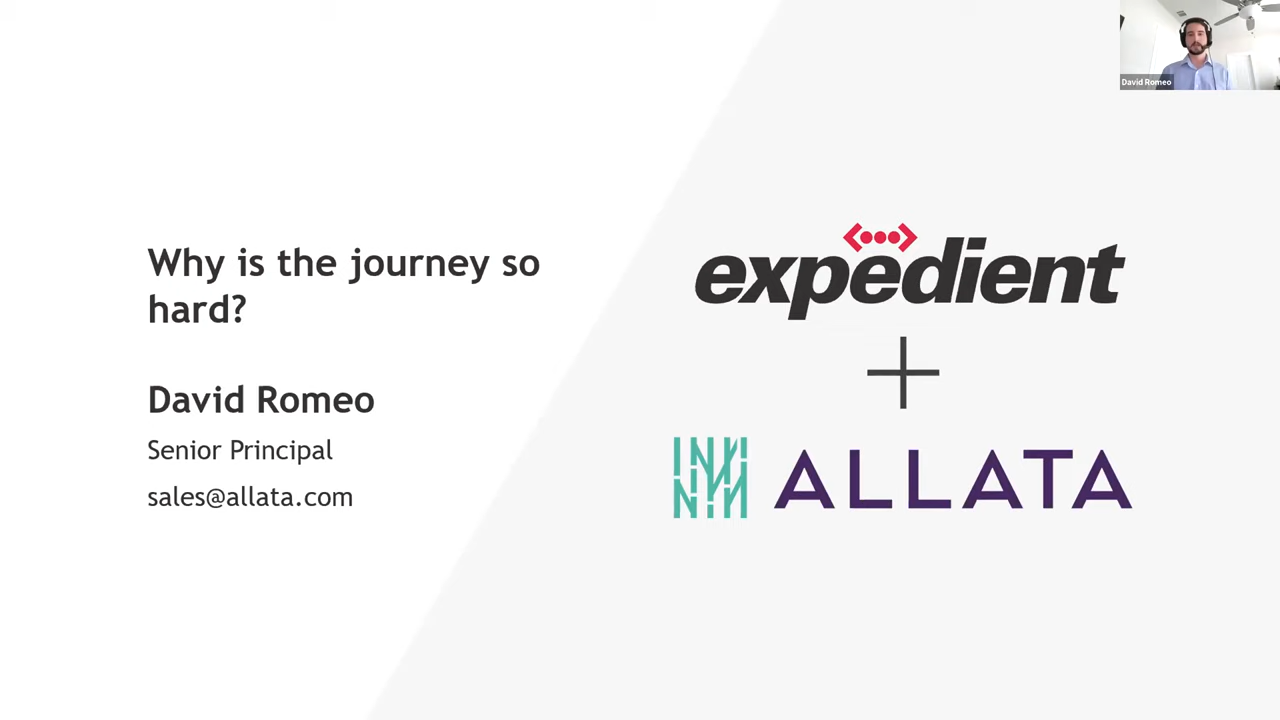 David Romeo
Why is the journey so
hard?
David Romeo
Senior Principal
sales@allata.com
expedient
ALLATA